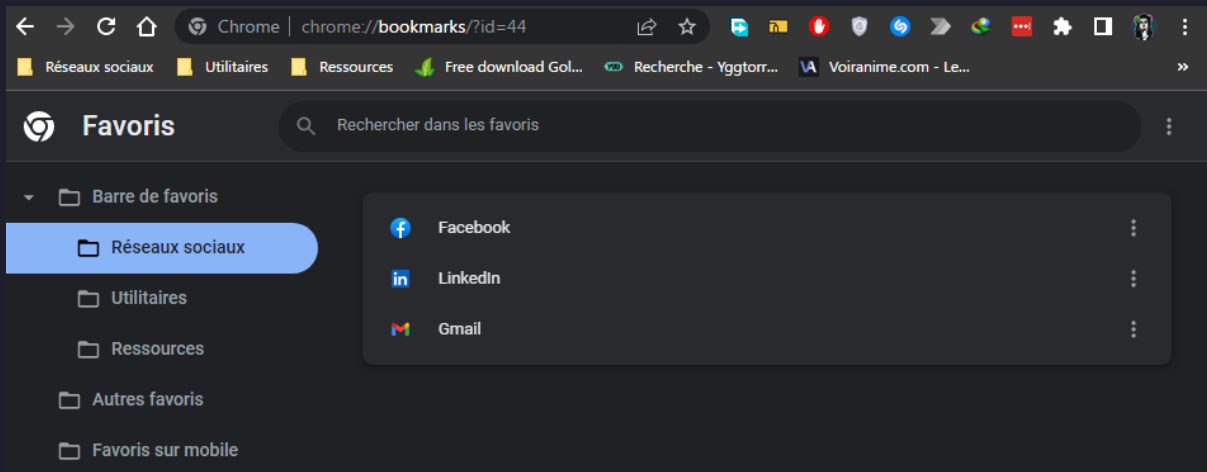 Chrome | chrome://bookmarks/?id=44
Réseaux sociaux Utilitaires Ressources Free download Gol... Recherche - Yggtorr... Voiranime.com - Le... »
Favoris Rechercher dans les favoris
Barre de favoris
Réseaux sociaux
Utilitaires
Ressources
Autres favoris
Favoris sur mobile
Facebook
LinkedIn
Gmail